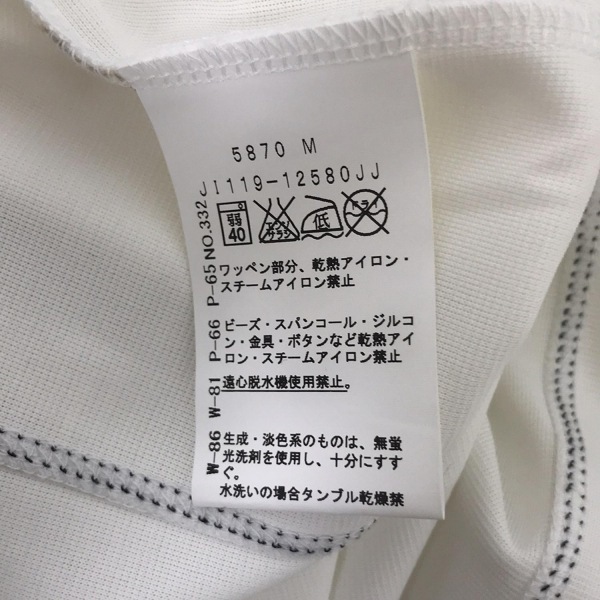 5870 M
JI119-12580JJ
NO.332
弱 40
エンソ サラシ
低
ドライ
P-65
ワッペン部分、乾熱アイロン・
スチームアイロン禁止
P-66
ビーズ・スパンコール・ジルコ
ン・金具・ボタンなど乾熱アイ
ロン・スチームアイロン禁止
W-81
遠心脱水機使用禁止。
W-86
生成・淡色系のものは、無蛍
光洗剤を使用し、十分にすす
ぐ。
水洗いの場合タンブル乾燥禁